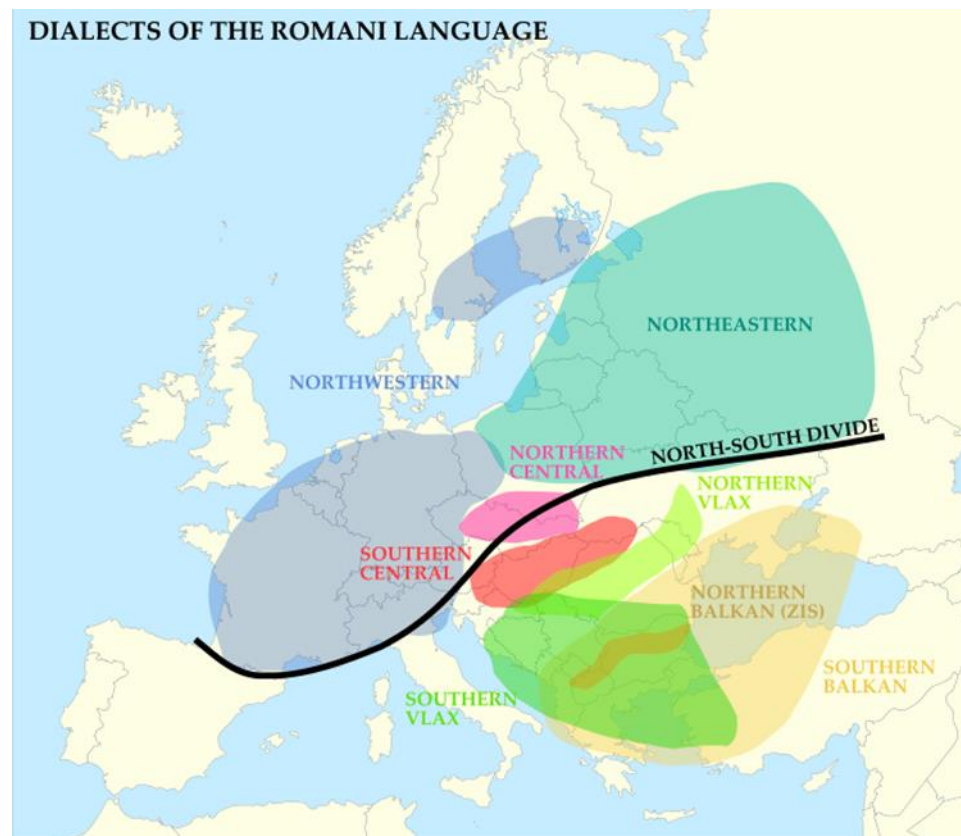 DIALECTS OF THE ROMANI LANGUAGE
NORTHEASTERN
NORTHWESTERN
NORTH-SOUTH DIVIDE
NORTHERN
CENTRAL
NORTHERN
VLAX
SOUTHERN
CENTRAL
NORTHERN
BALKAN (ZIS)
SOUTHERN
BALKAN
SOUTHERN
VLAX